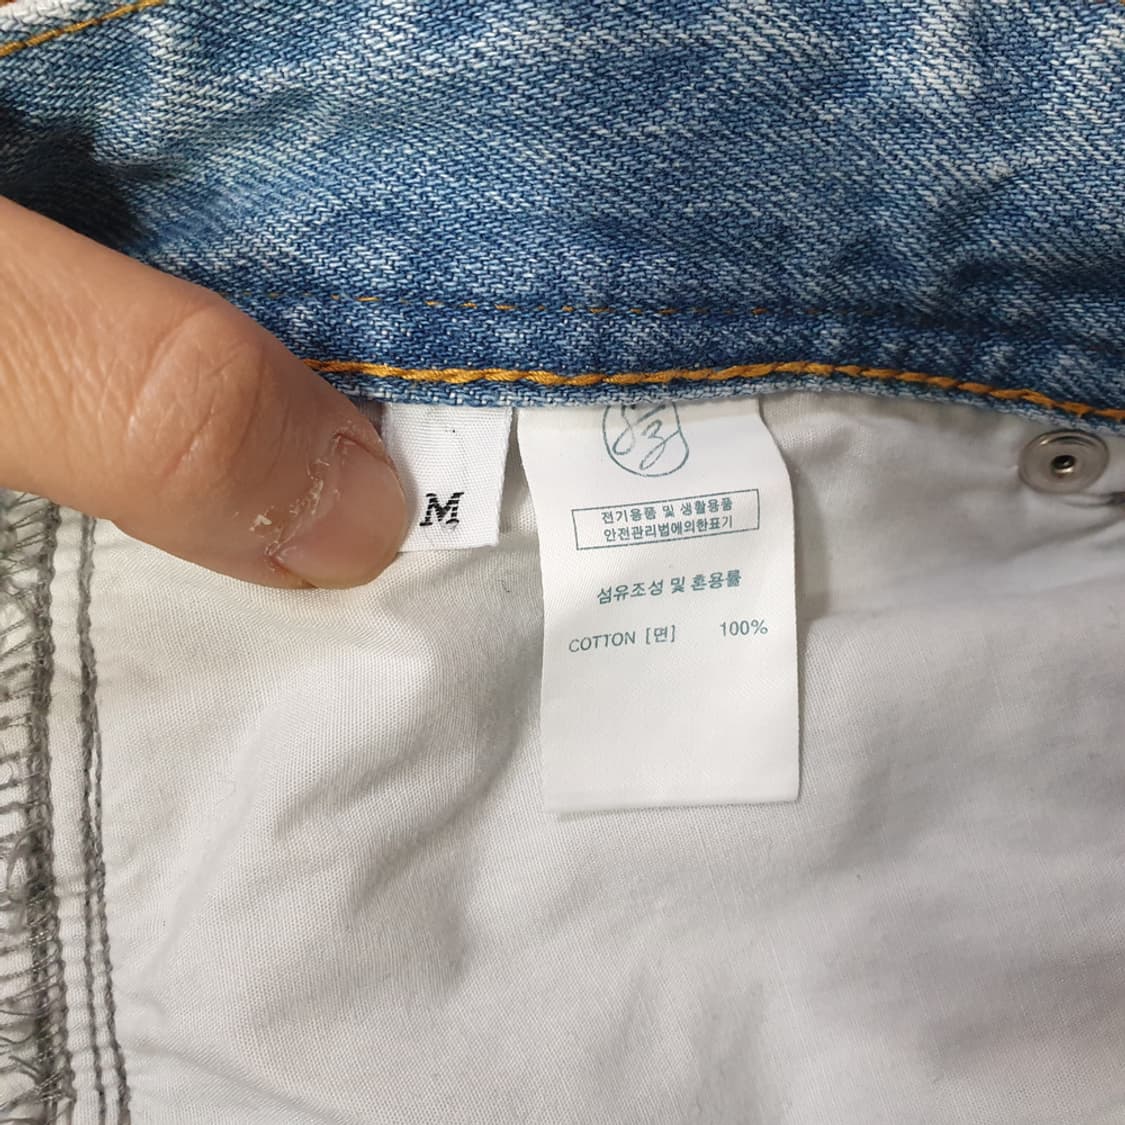 M
전기용품 및 생활용품
안전관리법에의한표기
섬유조성 및 혼용률
COTTON [면] 100%